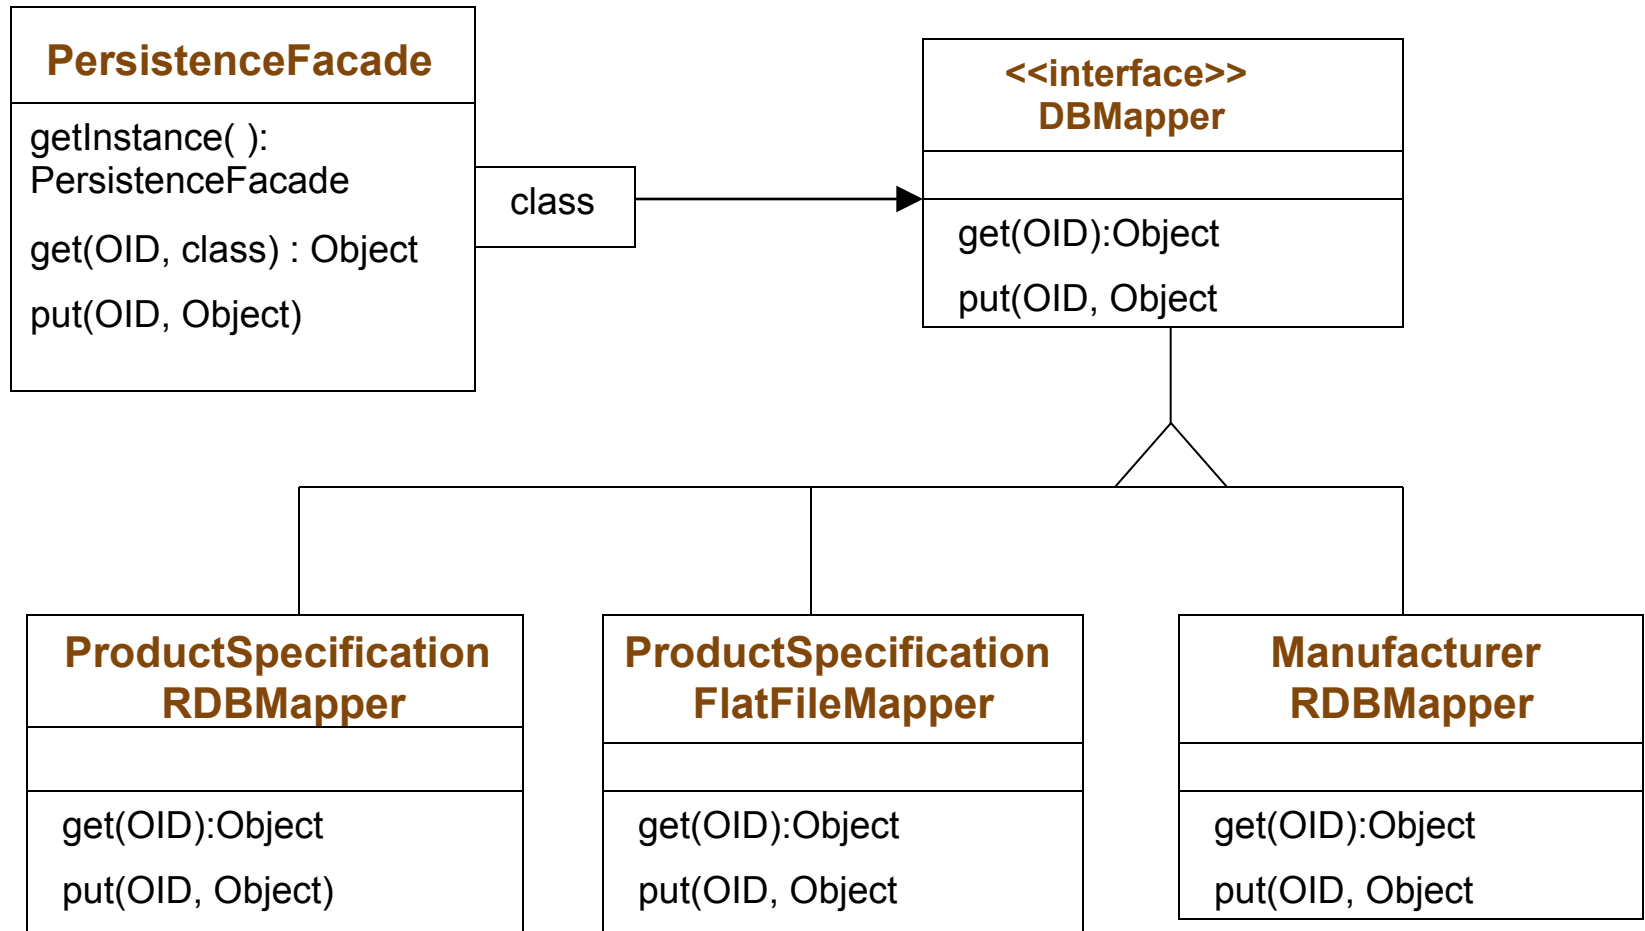 PersistenceFacade
getInstance( ):
PersistenceFacade
get(OID, class) : Object
put(OID, Object)
class
<<interface>>
DBMapper
get(OID):Object
put(OID, Object
ProductSpecification
RDBMapper
get(OID):Object
put(OID, Object)
ProductSpecification
FlatFileMapper
get(OID):Object
put(OID, Object
Manufacturer
RDBMapper
get(OID):Object
put(OID, Object